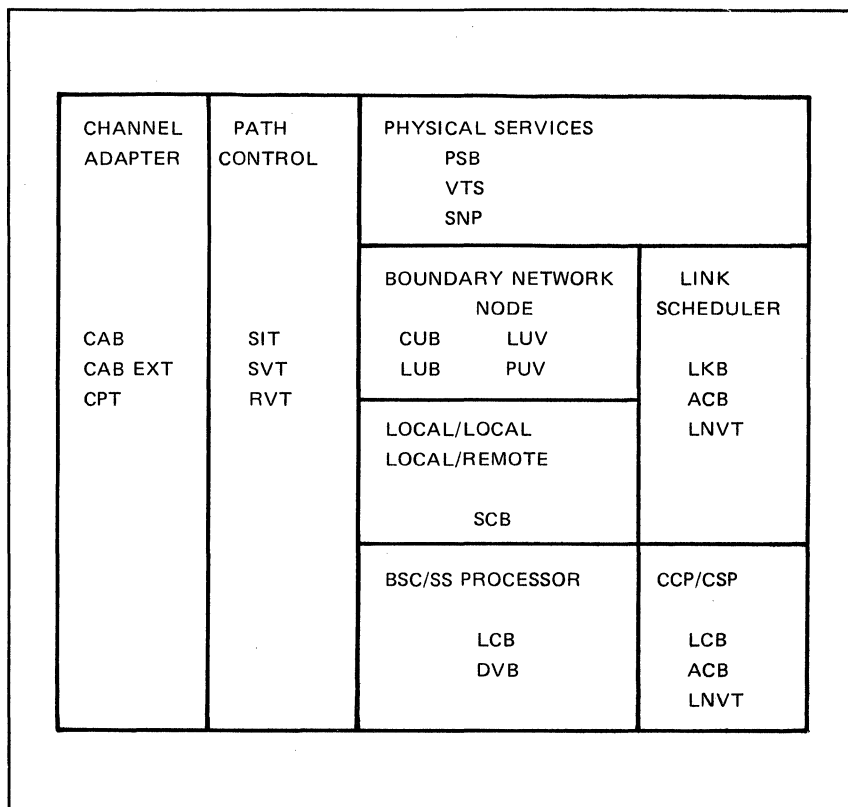 CHANNEL
ADAPTER
CAB
CAB EXT
CPT
PATH
CONTROL
SIT
SVT
RVT
PHYSICAL SERVICES
PSB
VTS
SNP
BOUNDARY NETWORK
NODE
CUB LUV
LUB PUV
LINK
SCHEDULER
LKB
ACB
LNVT
LOCAL/LOCAL
LOCAL/REMOTE
SCB
BSC/SS PROCESSOR
LCB
DVB
CCP/CSP
LCB
ACB
LNVT